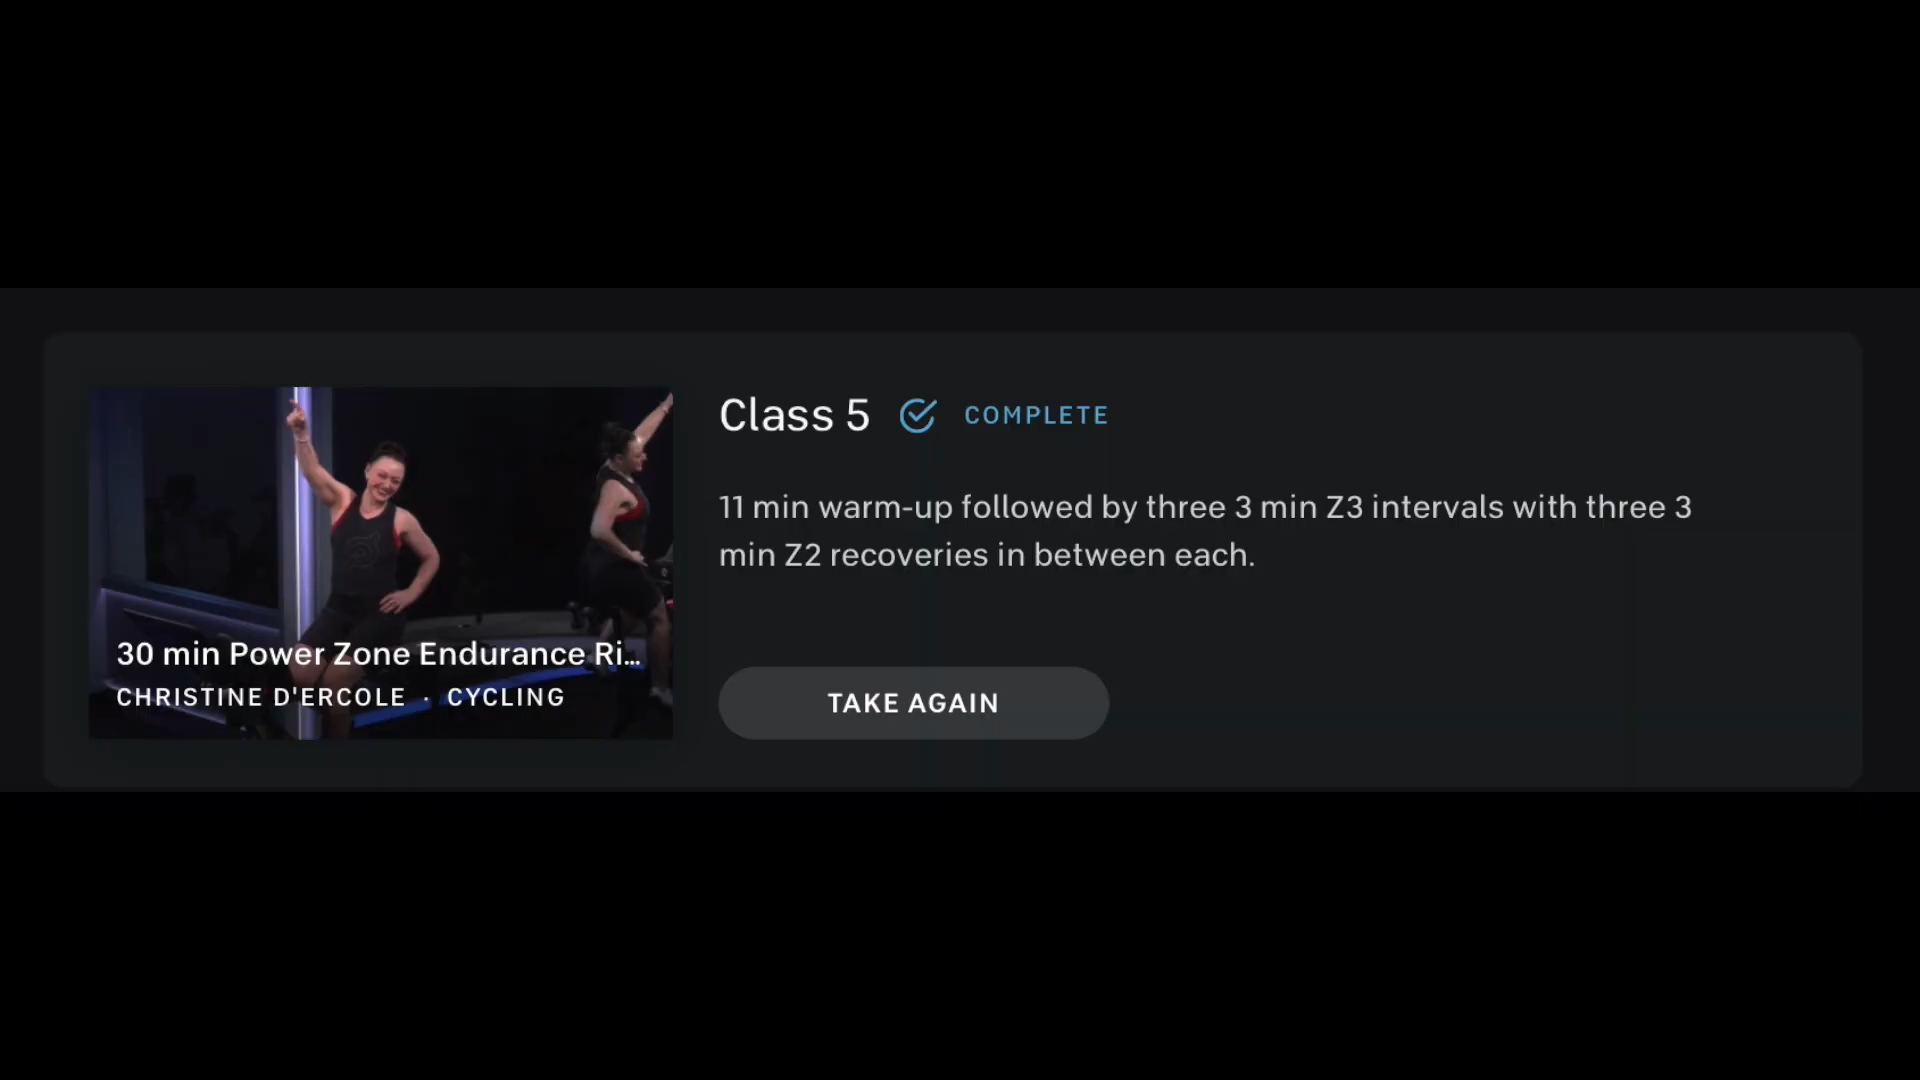 Class 5 COMPLETE
11 min warm-up followed by three 3 min Z3 intervals with three 3
min Z2 recoveries in between each.
30 min Power Zone Endurance Ri...
CHRISTINE D'ERCOLE · CYCLING
TAKE AGAIN